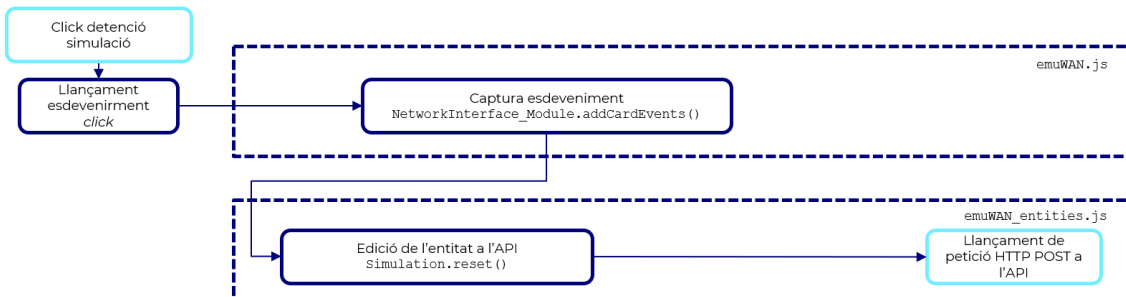 Click detenció
simulació
emuWAN.js
Llançament
esdevenirment
click
Captura esdeveniment
NetworkInterface_Module.addCardEvents()
emuWAN_entities.js
Edició de l'entitat a l'API
Simulation.reset()
Llançament de
petició HTTP POST a
l'API